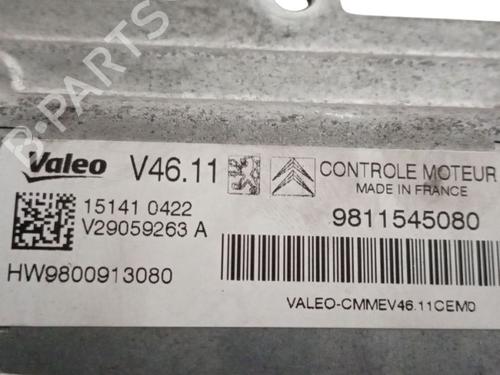 B-PARTS
Valeo V46.11 CONTROLE MOTEUR
MADE IN FRANCE
15141 0422
V29059263 A
9811545080
HW9800913080
VALEO-CMMEV46.11CEM0